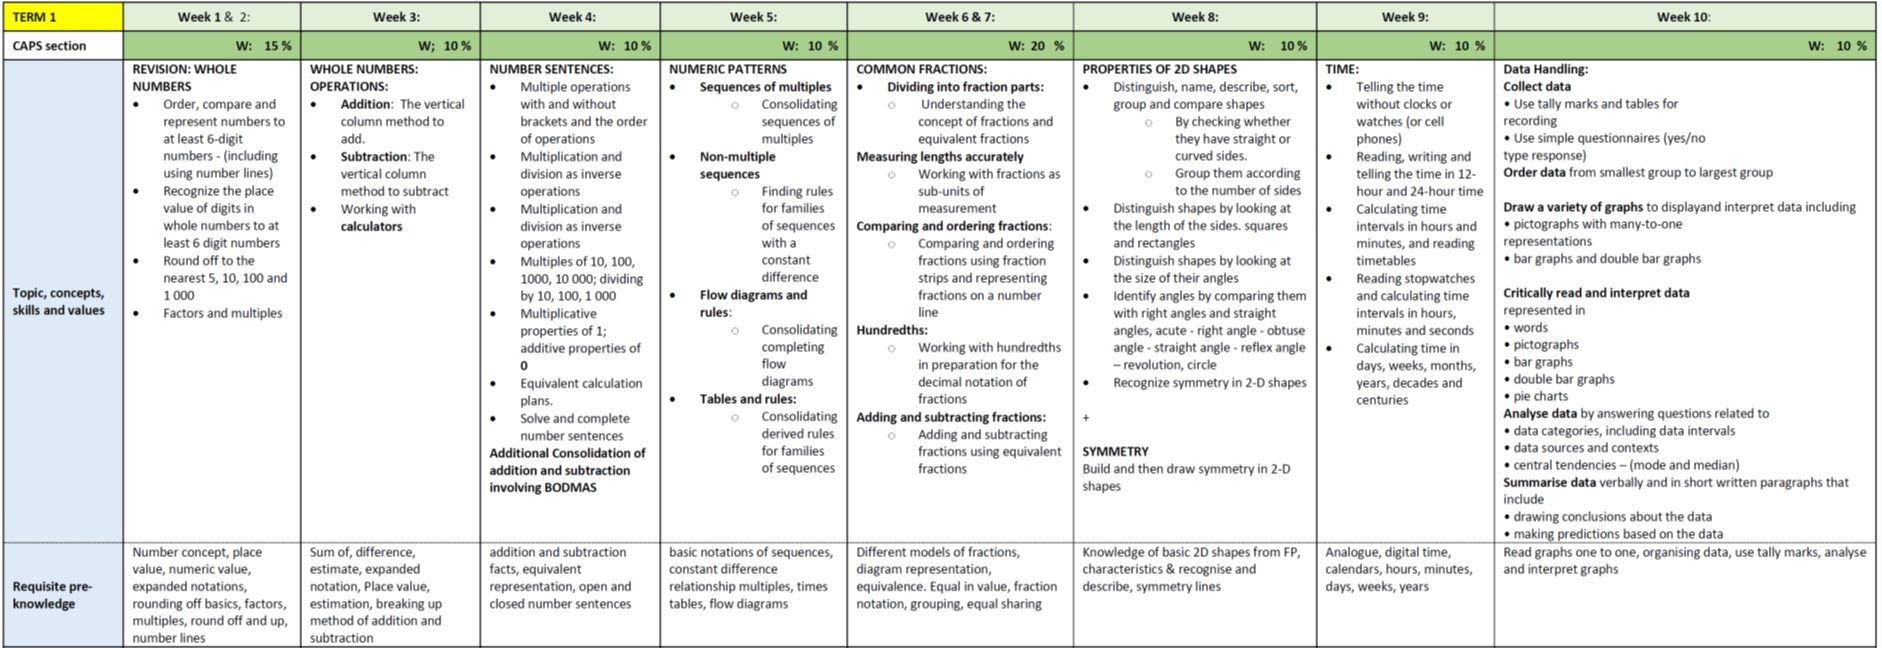 TERM 1
Week 1 & 2:
Week 3:
Week 4:
Week 5:
Week 6 & 7:
Week 8:
Week 9:
Week 10:
CAPS section
W: 15 %
W; 10 %
W: 10 %
W: 10 %
W: 20 %
W: 10 %
W: 10 %
W: 10 %
Topic, concepts,
skills and values
REVISION: WHOLE
NUMBERS
• Order, compare and
represent numbers to
at least 6-digit
numbers - (including
using number lines)
• Recognize the place
value of digits in
whole numbers to at
least 6 digit numbers
• Round off to the
nearest 5, 10, 100 and
1 000
• Factors and multiples
WHOLE NUMBERS:
OPERATIONS:
• Addition: The vertical
column method to
add.
• Subtraction: The
vertical column
method to subtract
• Working with
calculators
NUMBER SENTENCES:
• Multiple operations
with and without
brackets and the order
of operations
• Multiplication and
division as inverse
operations
• Multiplication and
division as inverse
operations
• Multiples of 10, 100,
1000, 10 000; dividing
by 10, 100, 1 000
• Multiplicative
properties of 1;
additive properties of
0
• Equivalent calculation
plans.
• Solve and complete
number sentences
Additional Consolidation of
addition and subtraction
involving BODMAS
NUMERIC PATTERNS
• Sequences of multiples
○ Consolidating
sequences of
multiples
• Non-multiple
sequences
○ Finding rules
for families
of sequences
with a
constant
difference
• Flow diagrams and
rules:
○ Consolidating
completing
flow
diagrams
• Tables and rules:
○ Consolidating
derived rules
for families
of sequences
COMMON FRACTIONS:
• Dividing into fraction parts:
○ Understanding the
concept of fractions and
equivalent fractions
Measuring lengths accurately
○ Working with fractions as
sub-units of
measurement
Comparing and ordering fractions:
○ Comparing and ordering
fractions using fraction
strips and representing
fractions on a number
line
Hundredths:
○ Working with hundredths
in preparation for the
decimal notation of
fractions
Adding and subtracting fractions:
○ Adding and subtracting
fractions using equivalent
fractions
PROPERTIES OF 2D SHAPES
• Distinguish, name, describe, sort,
group and compare shapes
○ By checking whether
they have straight or
curved sides.
○ Group them according
to the number of sides
• Distinguish shapes by looking at
the length of the sides. squares
and rectangles
• Distinguish shapes by looking at
the size of their angles
• Identify angles by comparing them
with right angles and straight
angles, acute - right angle - obtuse
angle - straight angle - reflex angle
– revolution, circle
• Recognize symmetry in 2-D shapes
+
SYMMETRY
Build and then draw symmetry in 2-D
shapes
TIME:
• Telling the time
without clocks or
watches (or cell
phones)
• Reading, writing and
telling the time in 12-
hour and 24-hour time
• Calculating time
intervals in hours and
minutes, and reading
timetables
• Reading stopwatches
and calculating time
intervals in hours,
minutes and seconds
• Calculating time in
days, weeks, months,
years, decades and
centuries
Data Handling:
Collect data
• Use tally marks and tables for
recording
• Use simple questionnaires (yes/no
type response)
Order data from smallest group to largest group
Draw a variety of graphs to displayand interpret data including
• pictographs with many-to-one
representations
• bar graphs and double bar graphs
Critically read and interpret data
represented in
• words
• pictographs
• bar graphs
• double bar graphs
• pie charts
Analyse data by answering questions related to
• data categories, including data intervals
• data sources and contexts
• central tendencies – (mode and median)
Summarise data verbally and in short written paragraphs that
include
• drawing conclusions about the data
• making predictions based on the data
Requisite pre-
knowledge
Number concept, place
value, numeric value,
expanded notations,
rounding off basics, factors,
multiples, round off and up,
number lines
Sum of, difference,
estimate, expanded
notation, Place value,
estimation, breaking up
method of addition and
subtraction
addition and subtraction
facts, equivalent
representation, open and
closed number sentences
basic notations of sequences,
constant difference
relationship multiples, times
tables, flow diagrams
Different models of fractions,
diagram representation,
equivalence. Equal in value, fraction
notation, grouping, equal sharing
Knowledge of basic 2D shapes from FP,
characteristics & recognise and
describe, symmetry lines
Analogue, digital time,
calendars, hours, minutes,
days, weeks, years
Read graphs one to one, organising data, use tally marks, analyse
and interpret graphs